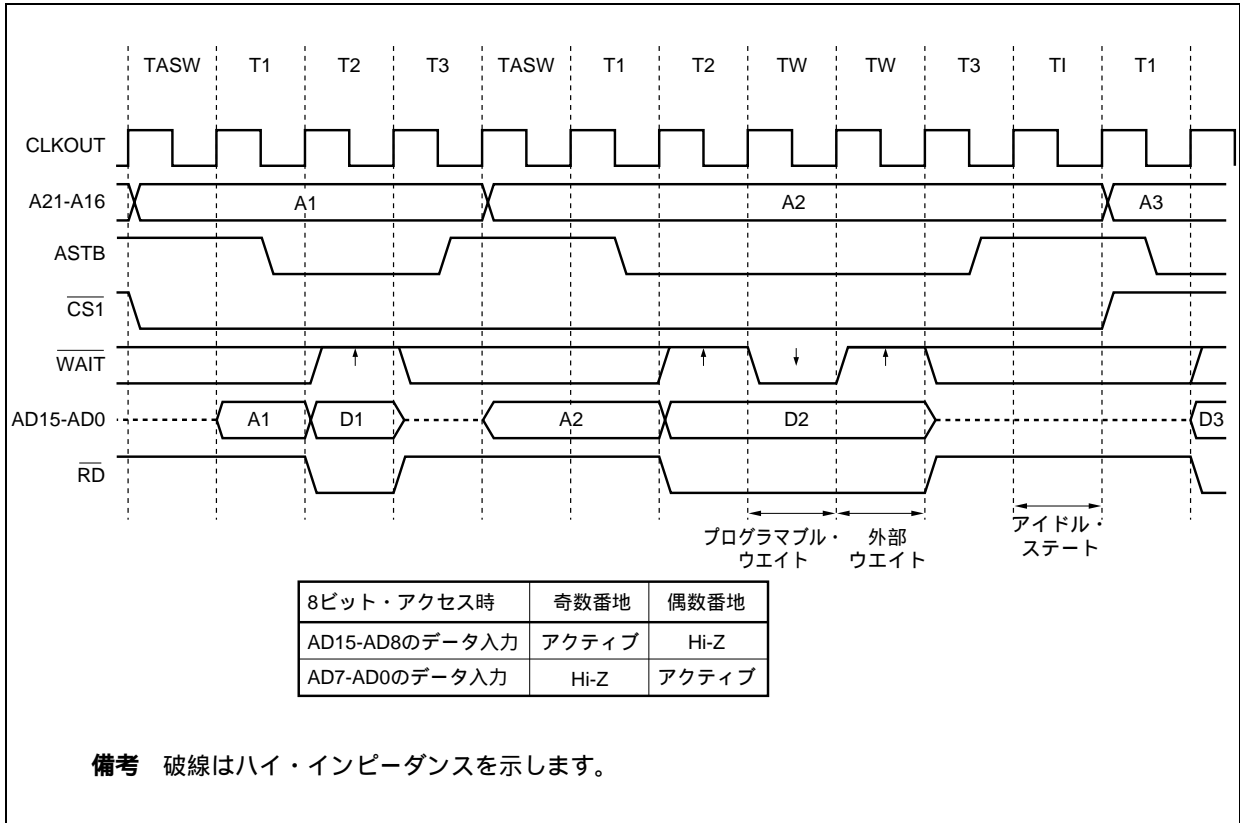 TASW T1 T2 T3 TASW T1 T2 TW TW T3 TI T1
CLKOUT
A21-A16 A1 A2 A3
ASTB
CS1
WAIT
AD15-AD0 A1 D1 A2 D2 D3
RD
プログラマブル・ 外部 アイドル・
ウエイト ウエイト ステート
8ビット・アクセス時 奇数番地 偶数番地
AD15-AD8のデータ入力 アクティブ Hi-Z
AD7-AD0のデータ入力 Hi-Z アクティブ
備考 破線はハイ・インピーダンスを示します。